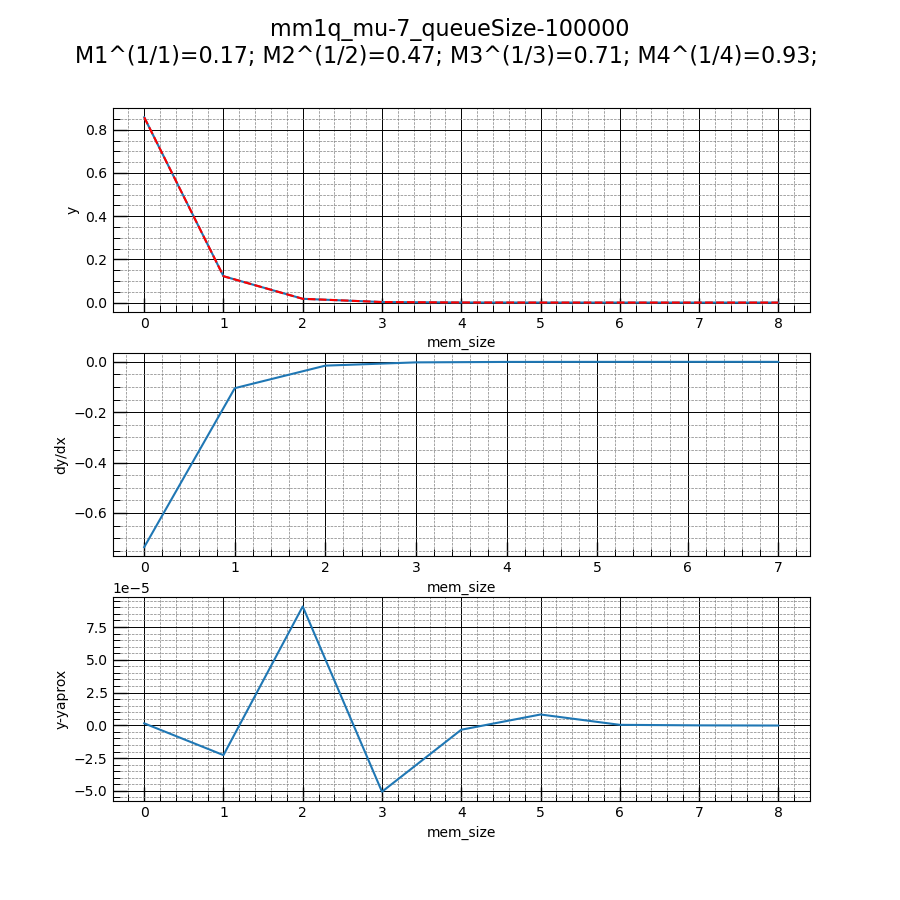 mm1q_mu-7_queueSize-100000
M1^(1/1)=0.17; M2^(1/2)=0.47; M3^(1/3)=0.71; M4^(1/4)=0.93;
0.8
0.6
0.4
0.2
0.0
y
0 1 2 3 4 5 6 7 8
mem_size
0.0
−0.2
−0.4
−0.6
dy/dx
0 1 2 3 4 5 6 7
mem_size
1e−5
7.5
5.0
2.5
0.0
−2.5
−5.0
y-yaprox
0 1 2 3 4 5 6 7 8
mem_size